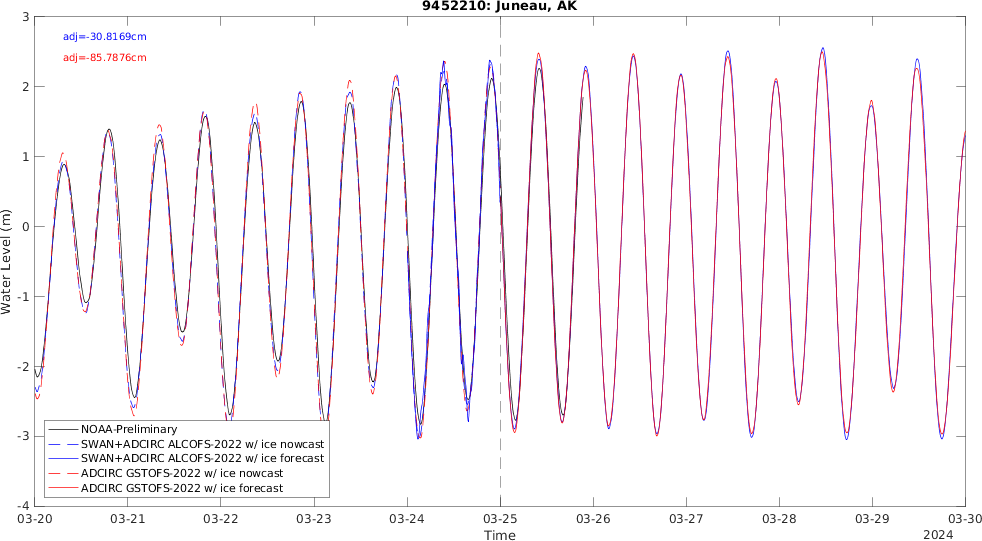 9452210: Juneau, AK
adj=-30.8169cm
adj=-85.7876cm
Water Level (m)
3
2
1
0
-1
-2
-3
-4
NOAA-Preliminary
SWAN+ADCIRC ALCOFS-2022 w/ ice nowcast
SWAN+ADCIRC ALCOFS-2022 w/ ice forecast
ADCIRC GSTOFS-2022 w/ ice nowcast
ADCIRC GSTOFS-2022 w/ ice forecast
03-20 03-21 03-22 03-23 03-24 03-25 03-26 03-27 03-28 03-29 03-30
Time
2024